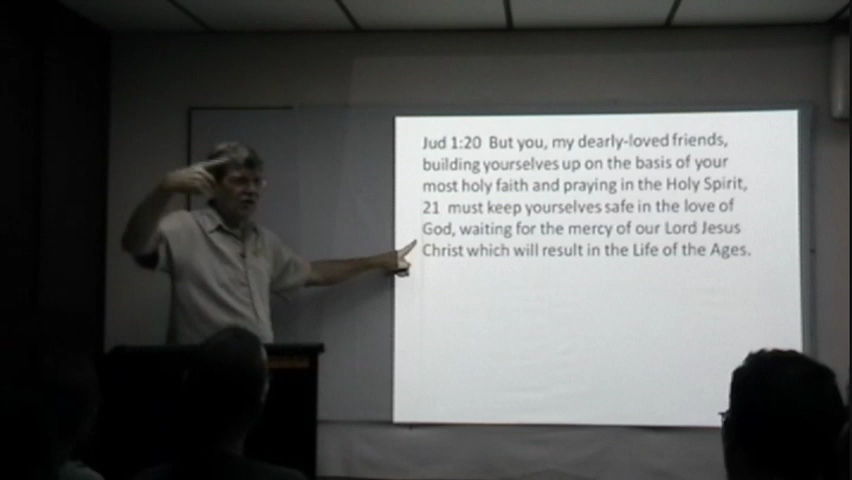 Jud 1:20 But you, my dearly-loved friends,
building yourselves up on the basis of your
most holy faith and praying in the Holy Spirit,
21 must keep yourselves safe in the love of
God, waiting for the mercy of our Lord Jesus
Christ which will result in the Life of the Ages.